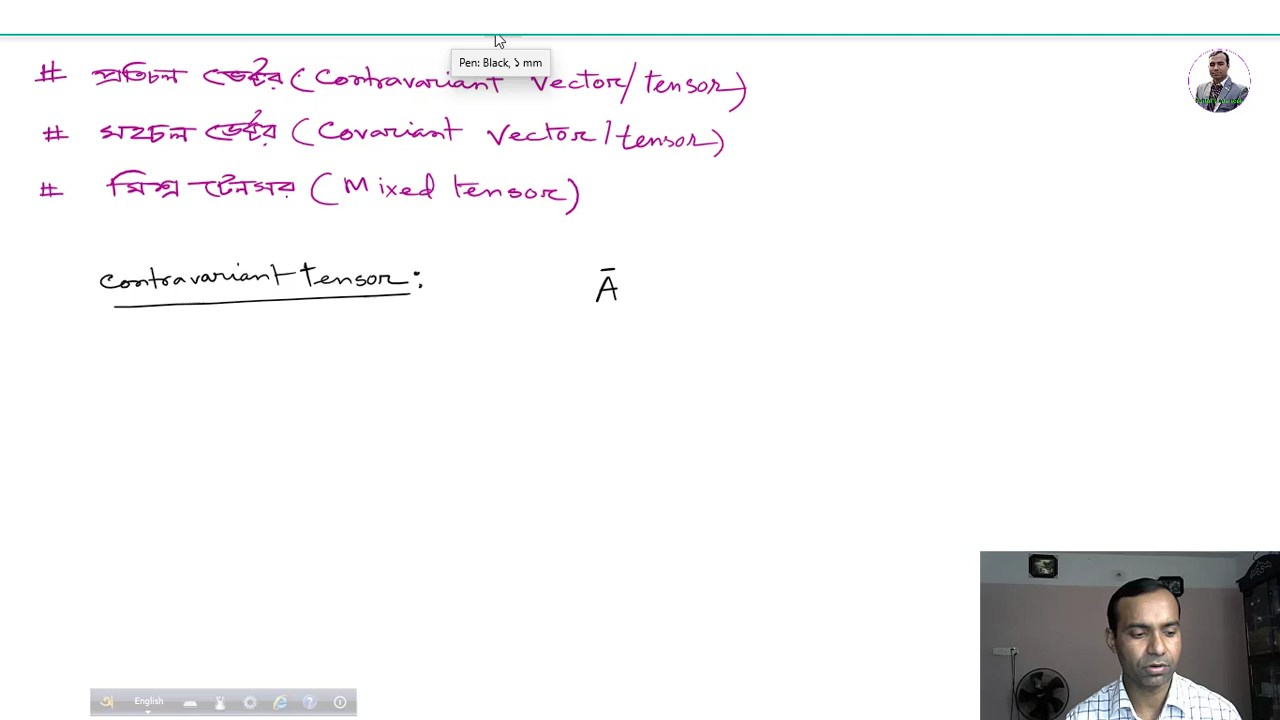 Pen: Black, ১ mm
# প্রতিচল ভেক্টর (Contravariant Vector/tensor)
# সহচল ভেক্টর (Covariant Vector/tensor)
# মিশ্র টেনসর (Mixed tensor)
Contravariant tensor: Ā
অ English